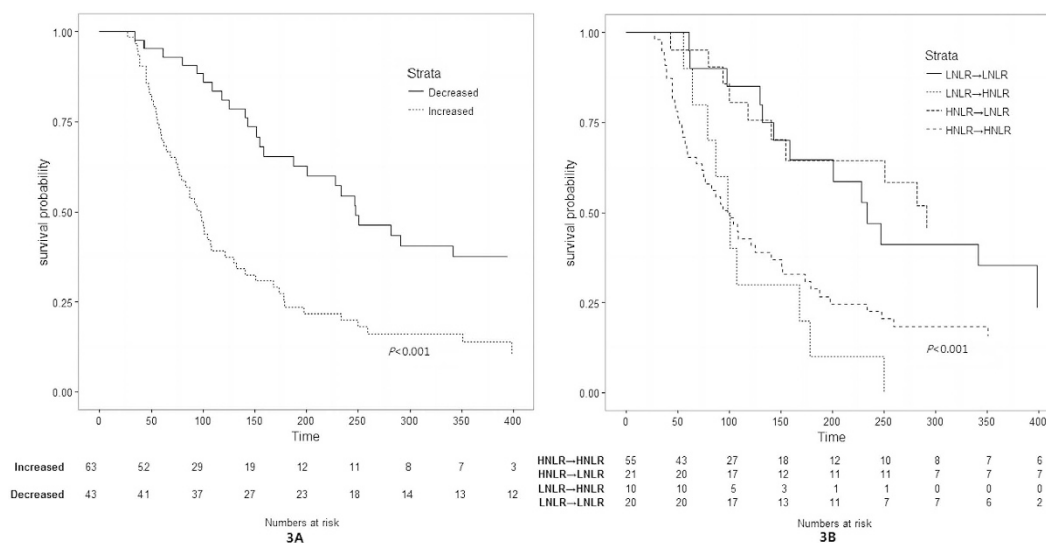 1.00
0.75
0.50
0.25
0.00
survival probability
Strata
Decreased
Increased
P<0.001
0 50 100 150 200 250 300 350 400
Time
Increased 63 52 29 19 12 11 8 7 3
Decreased 43 41 37 27 23 18 14 13 12
Numbers at risk
3A
1.00
0.75
0.50
0.25
0.00
survival probability
LNLR→LNLR
LNLR→HNLR
HNLR→LNLR
HNLR→HNLR
P<0.001
0 50 100 150 200 250 300 350 400
Time
HNLR→HNLR 55 43 27 18 12 10 8 7 6
HNLR→LNLR 21 20 17 12 11 11 7 7 7
LNLR→HNLR 10 10 5 3 1 1 0 0 0
LNLR→LNLR 20 20 17 13 11 7 7 6 2
Numbers at risk
3B